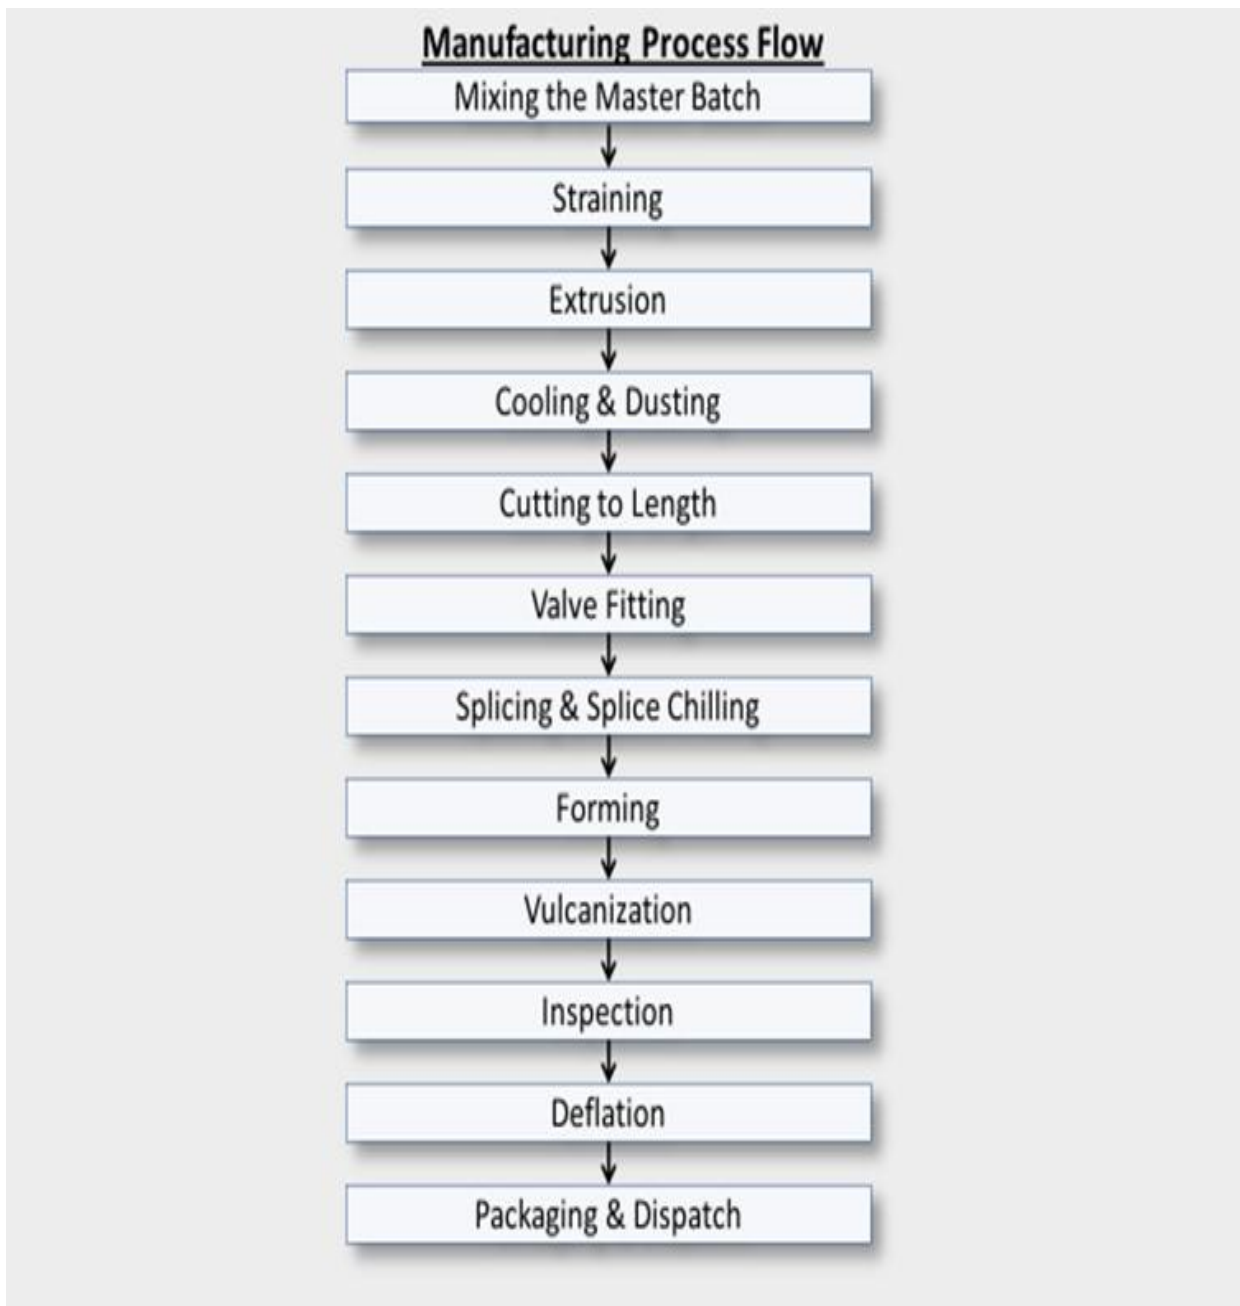 Manufacturing Process Flow
Mixing the Master Batch
Straining
Extrusion
Cooling & Dusting
Cutting to Length
Valve Fitting
Splicing & Splice Chilling
Forming
Vulcanization
Inspection
Deflation
Packaging & Dispatch